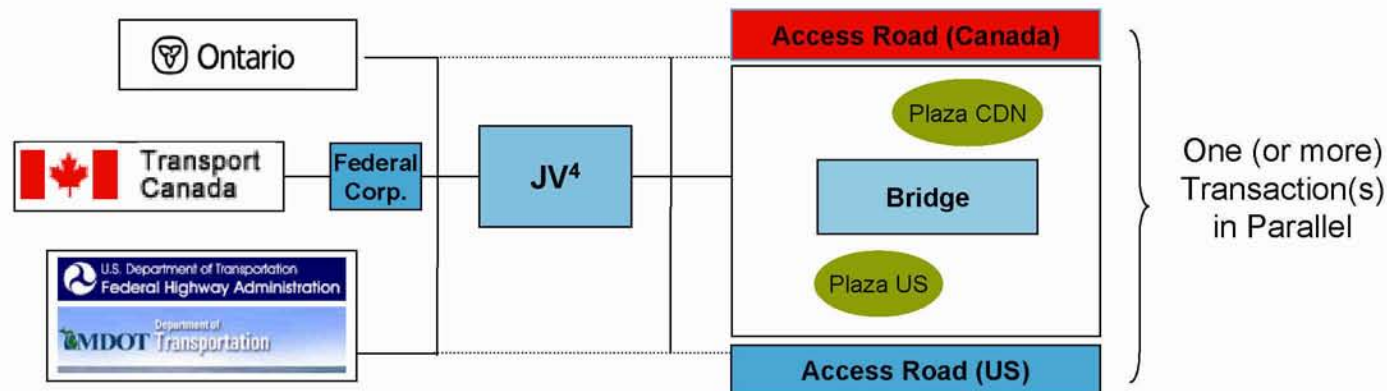 Ontario
Transport
Canada
Federal
Corp.
U.S. Department of Transportation
Federal Highway Administration
MDOT
Department of
Transportation
JV⁴
Access Road (Canada)
Plaza CDN
Bridge
Plaza US
Access Road (US)
One (or more)
Transaction(s)
in Parallel